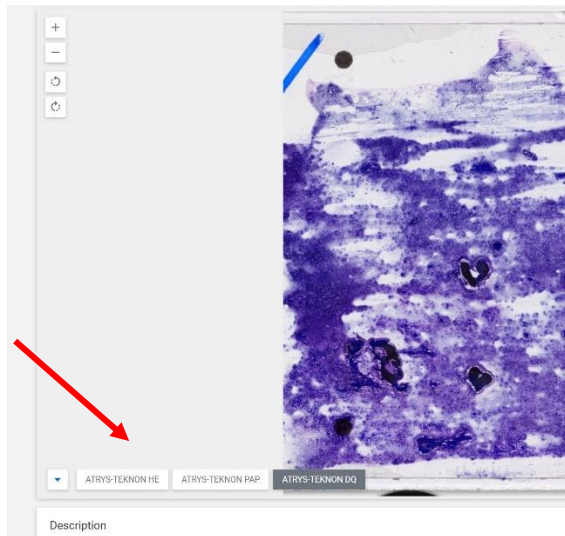 ATRYS-TEKNON HE
ATRYS-TEKNON PAP
ATRYS-TEKNON DQ
Description